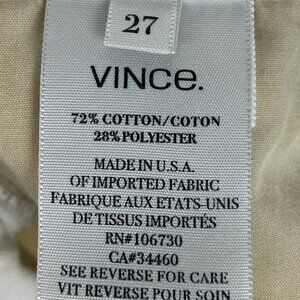 27
VINCE.
72% COTTON/COTON
28% POLYESTER
MADE IN U.S.A.
OF IMPORTED FABRIC
FABRIQUE AUX ETATS-UNIS
DE TISSUS IMPORTÉS
RN#106730
CA#34460
SEE REVERSE FOR CARE
VIT REVERSE POUR SOIN